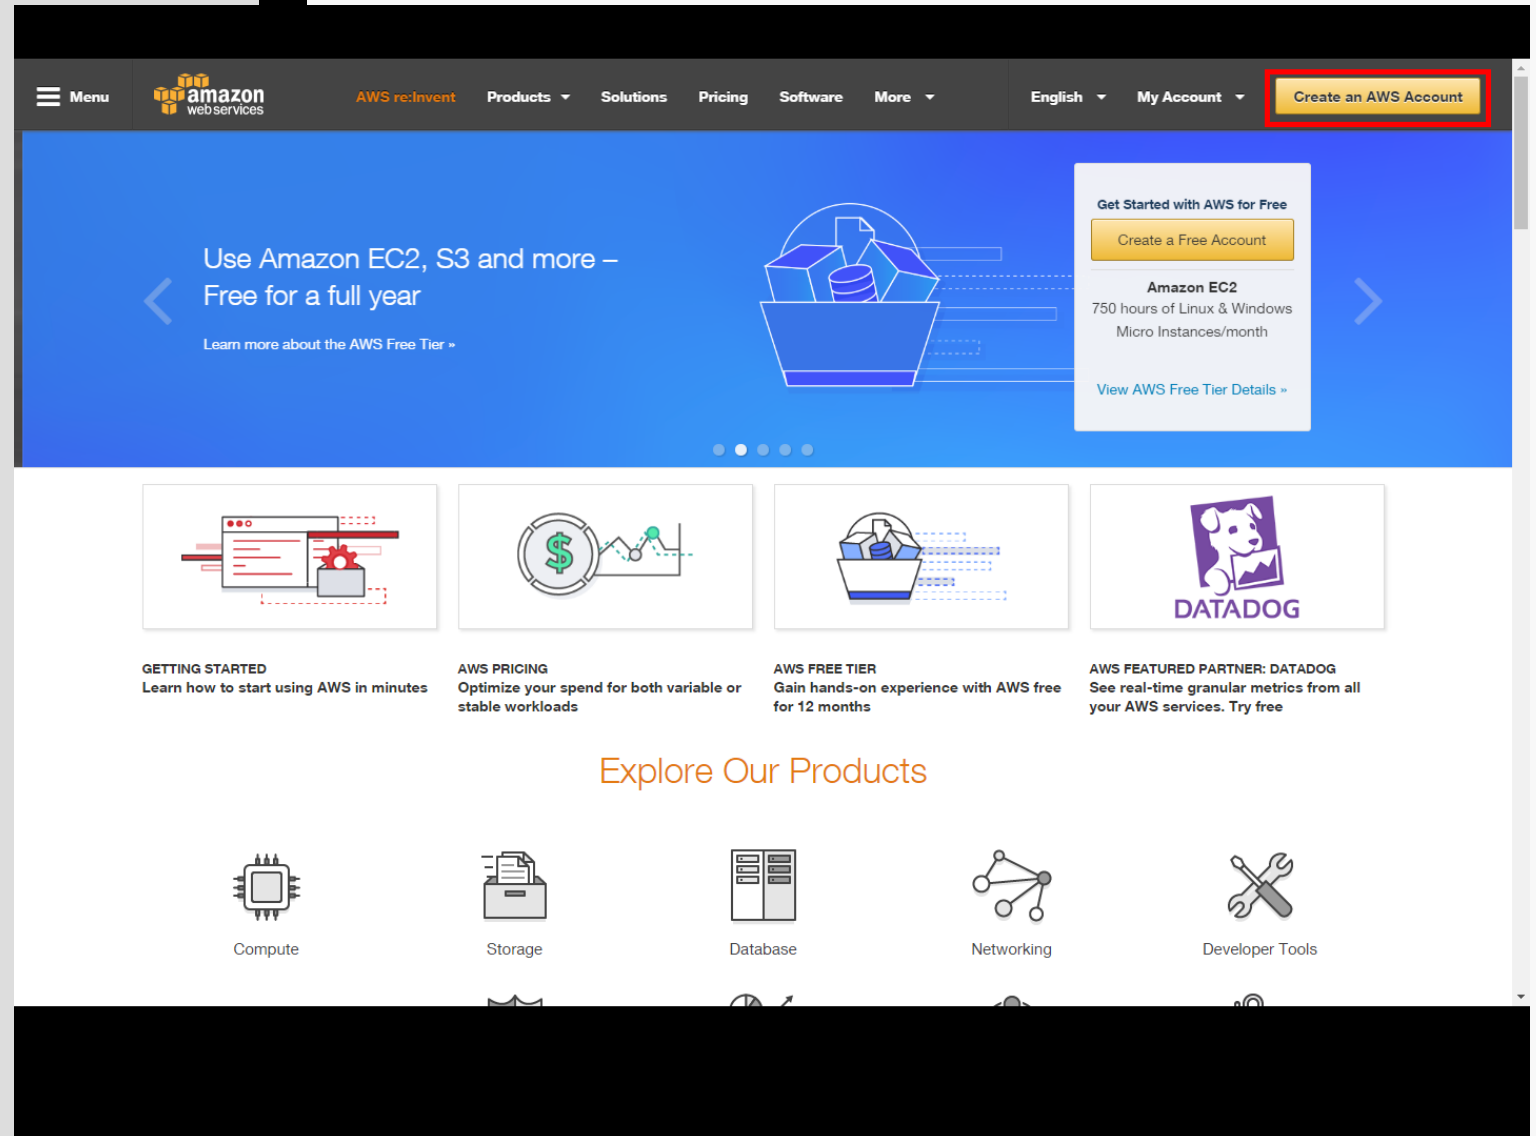 Menu
amazon
webservices
AWS re:Invent
Products
Solutions
Pricing
Software
More
English
My Account
Create an AWS Account
Use Amazon EC2, S3 and more –
Free for a full year
Learn more about the AWS Free Tier »
Get Started with AWS for Free
Create a Free Account
Amazon EC2
750 hours of Linux & Windows
Micro Instances/month
View AWS Free Tier Details »
$
DATADOG
GETTING STARTED
Learn how to start using AWS in minutes
AWS PRICING
Optimize your spend for both variable or
stable workloads
AWS FREE TIER
Gain hands-on experience with AWS free
for 12 months
AWS FEATURED PARTNER: DATADOG
See real-time granular metrics from all
your AWS services. Try free
Explore Our Products
Compute
Storage
Database
Networking
Developer Tools